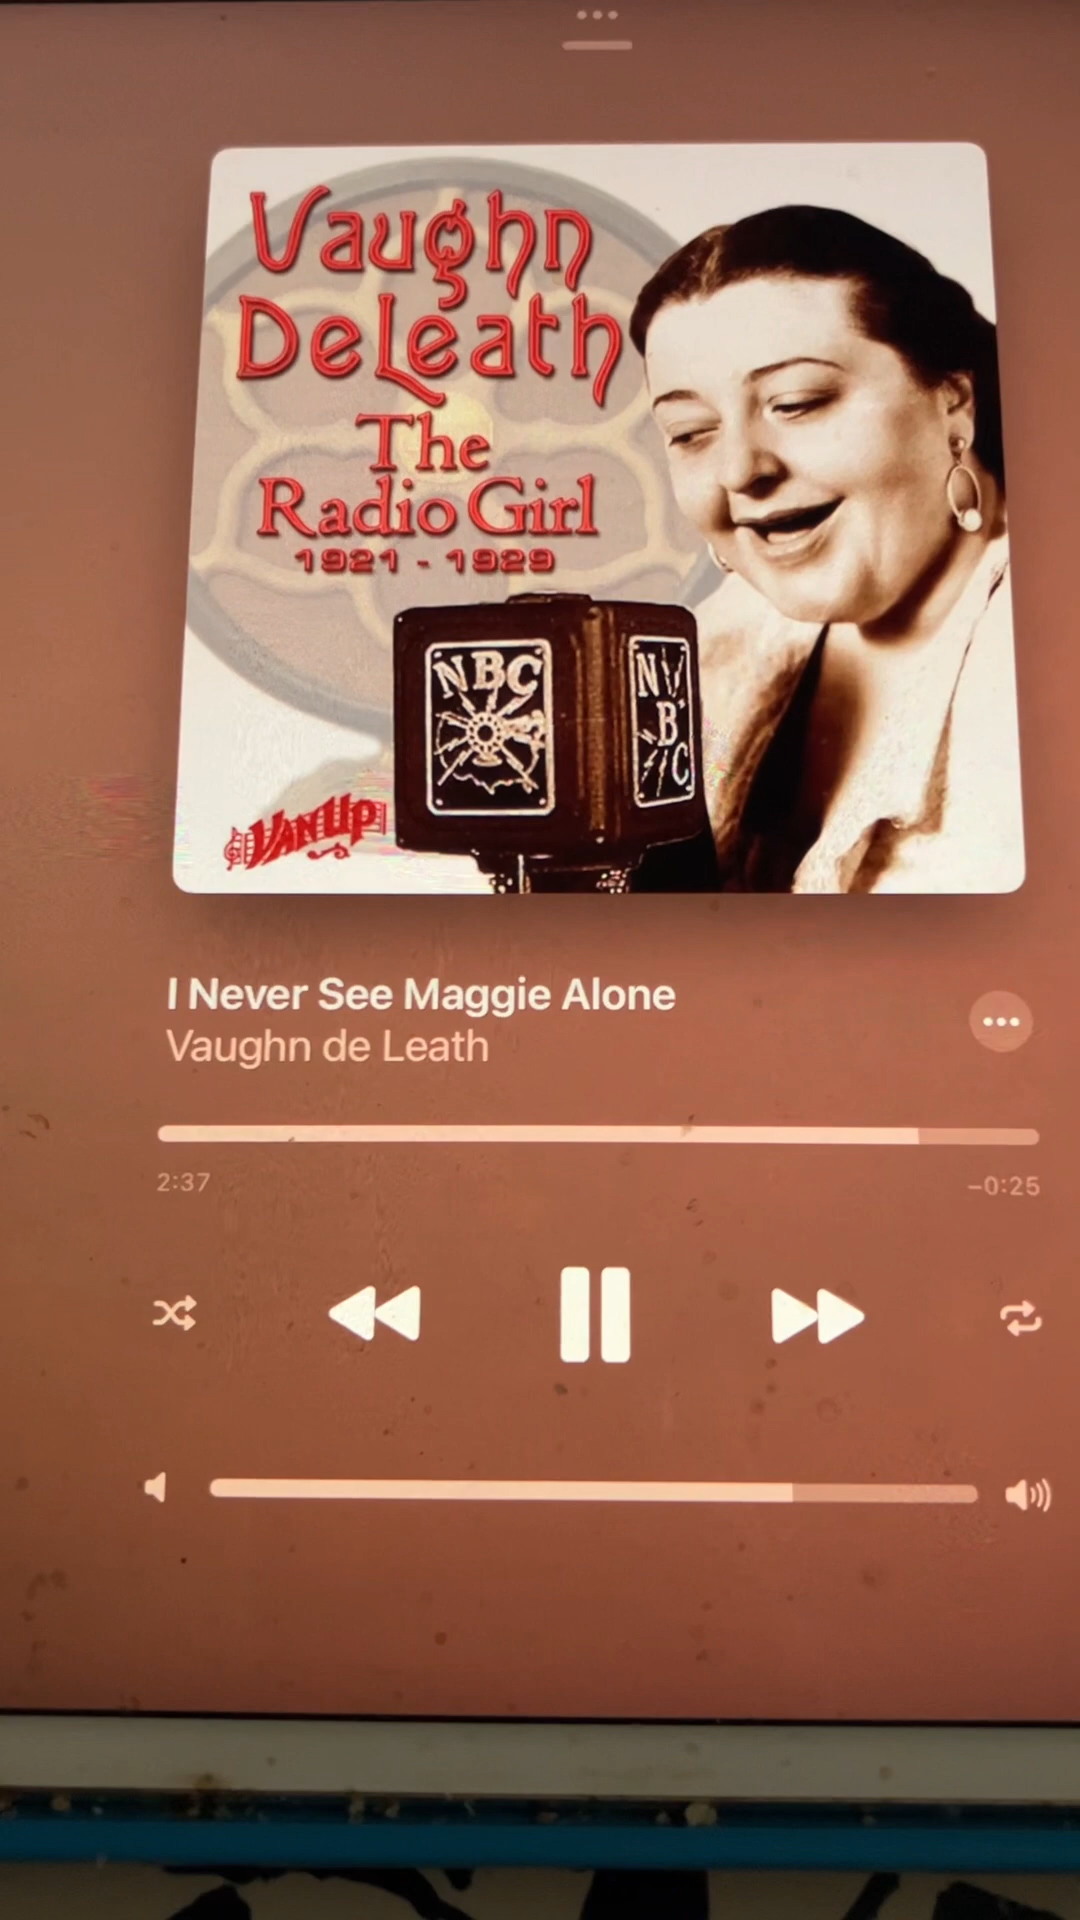 Vaughn
DeLeath
The
Radio Girl
1921 - 1929
NBC
NBC
VANUP
I Never See Maggie Alone
Vaughn de Leath
2:37
-0:25